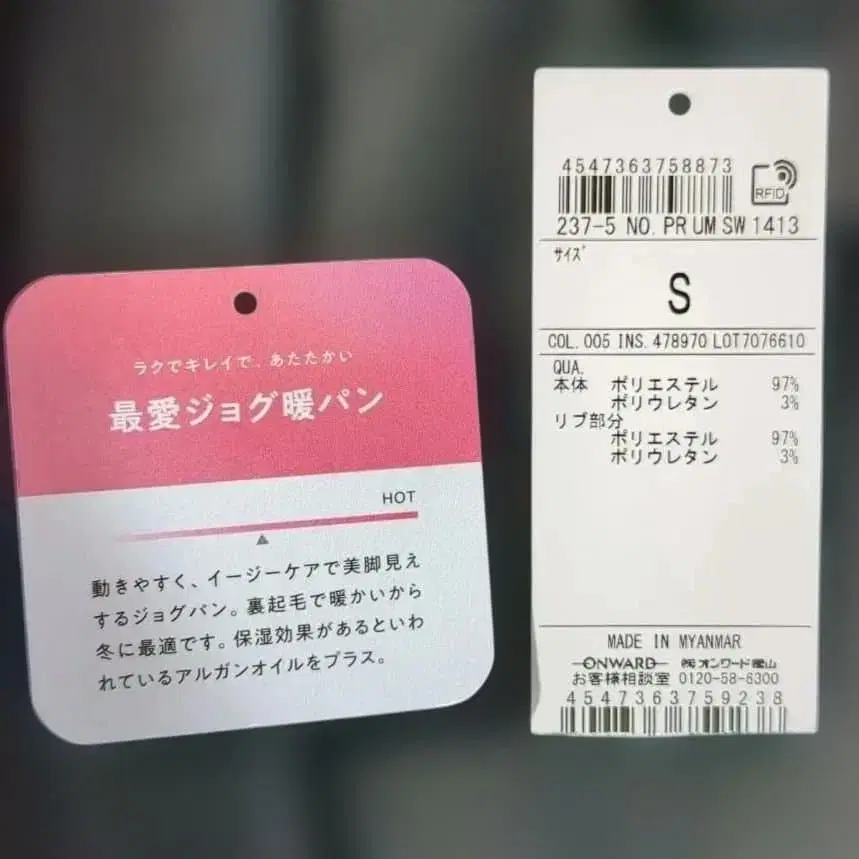 ラクでキレイで、あたたかい
最愛ジョグ暖パン
HOT
動きやすく、イージーケアで美脚見え
するジョグパン。裏起毛で暖かいから
冬に最適です。保湿効果があるといわ
れているアルガンオイルをプラス。
4547363758873
RFID
237-5 NO. PR UM SW 1413
サイズ
S
COL. 005 INS. 478970 LOT7076610
QUA.
本体 ポリエステル 97%
ポリウレタン 3%
リブ部分
ポリエステル 97%
ポリウレタン 3%
MADE IN MYANMAR
ONWARD ㈱オンワード樫山
お客様相談室 0120-58-6300
4547363759238